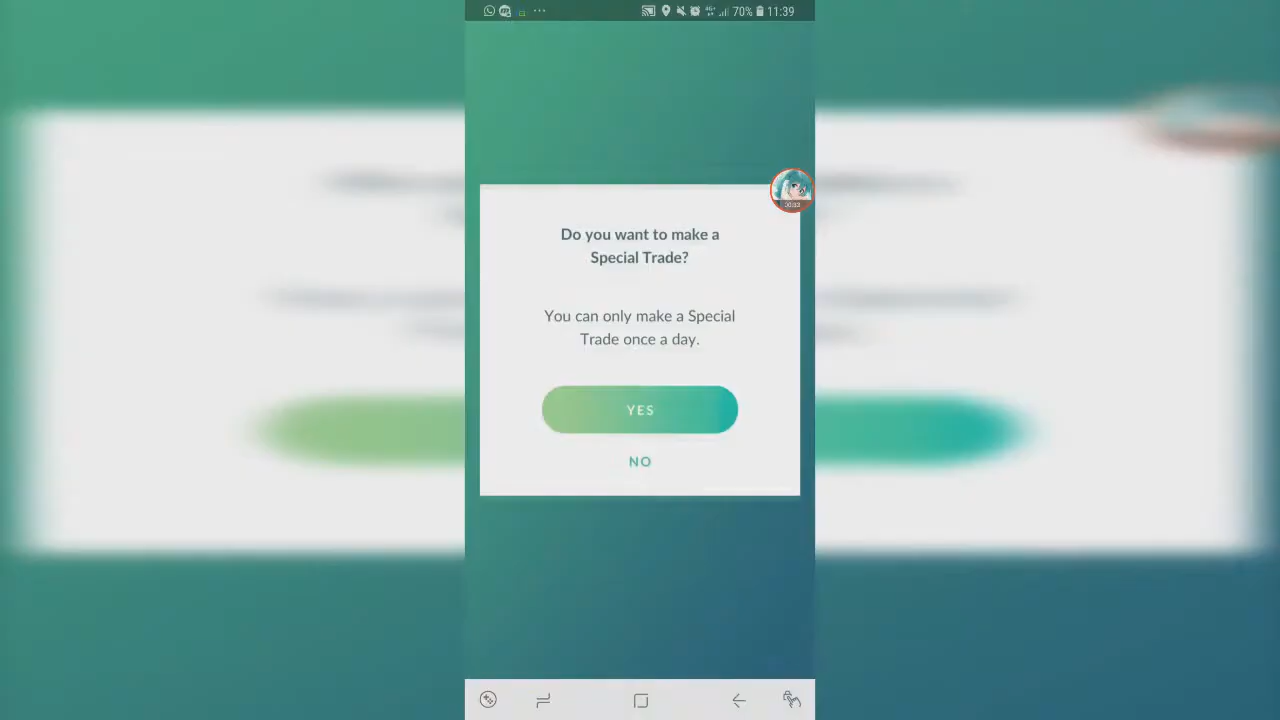 70% 11:39
Do you want to make a
Special Trade?
You can only make a Special
Trade once a day.
YES
NO